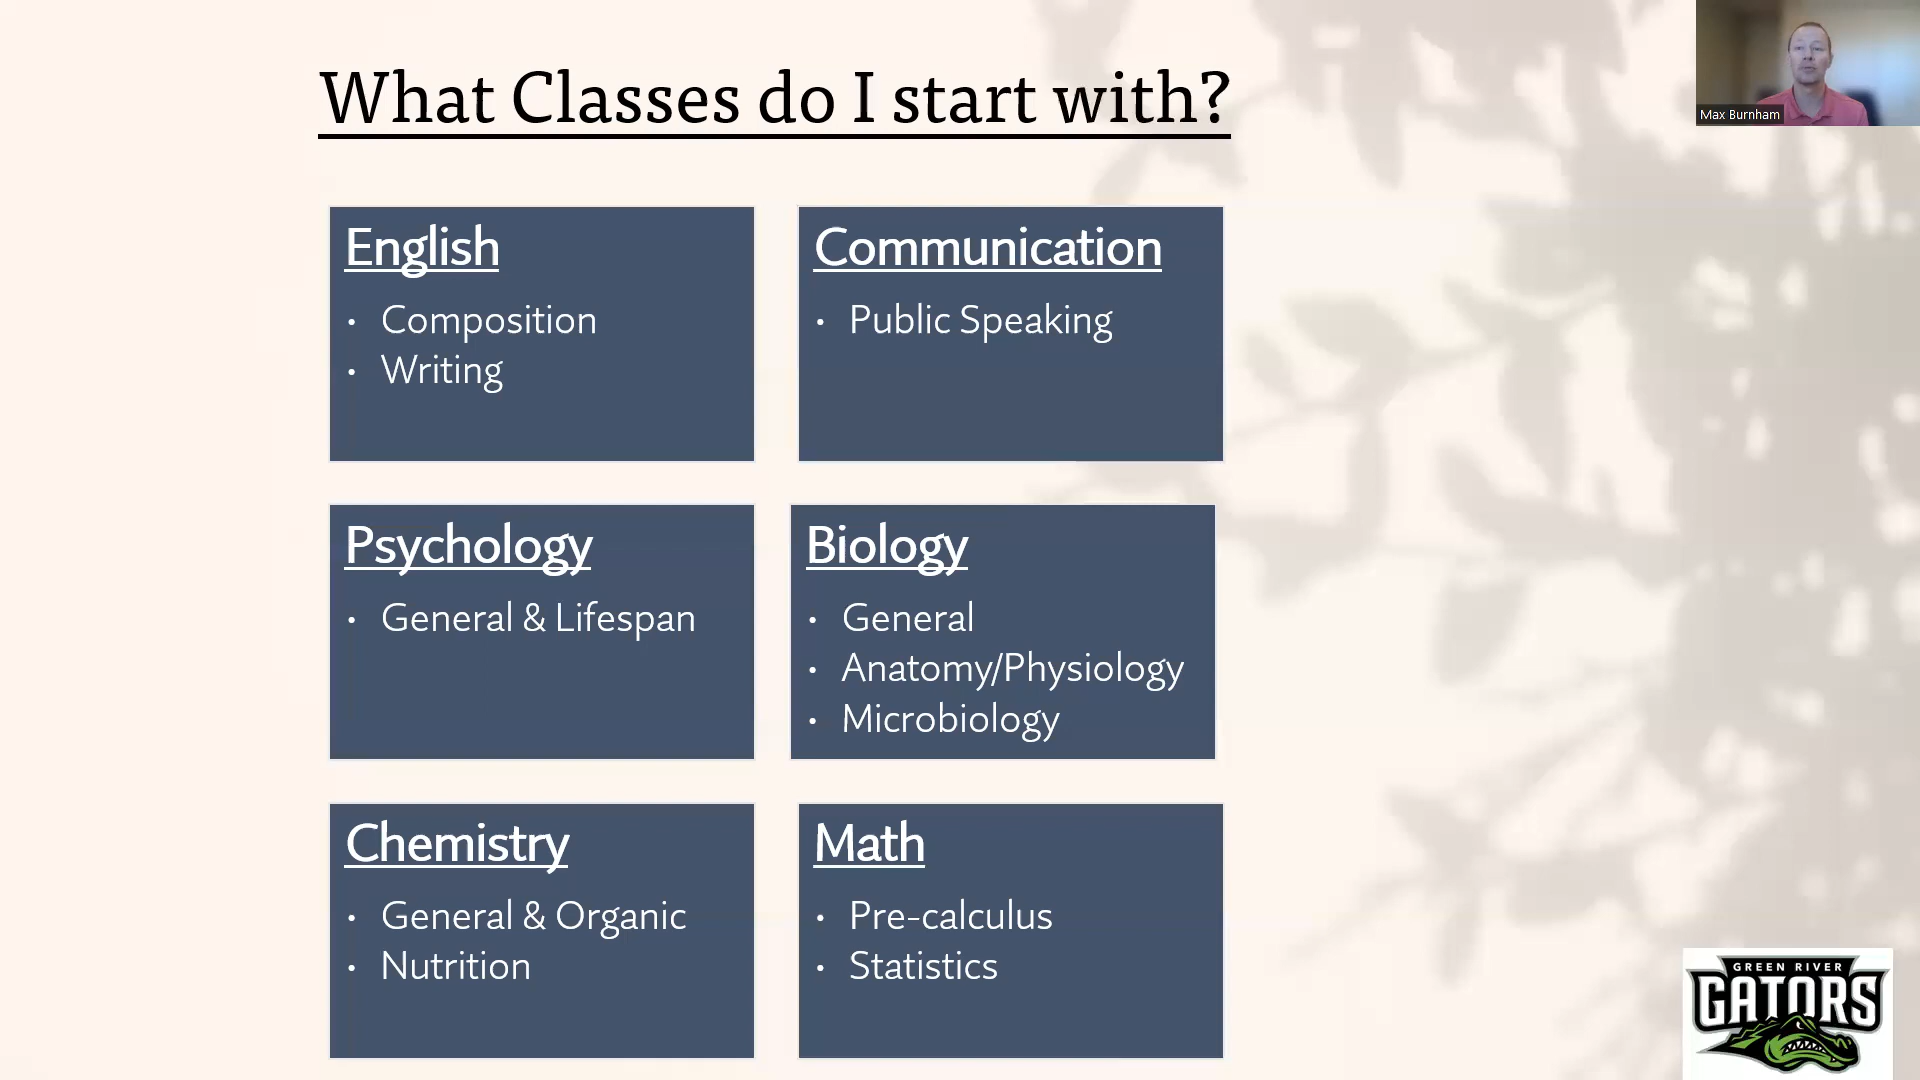 What Classes do I start with?
Max Burnham
English
• Composition
• Writing
Communication
• Public Speaking
Psychology
• General & Lifespan
Biology
• General
• Anatomy/Physiology
• Microbiology
Chemistry
• General & Organic
• Nutrition
Math
• Pre-calculus
• Statistics
GREEN RIVER
GATORS